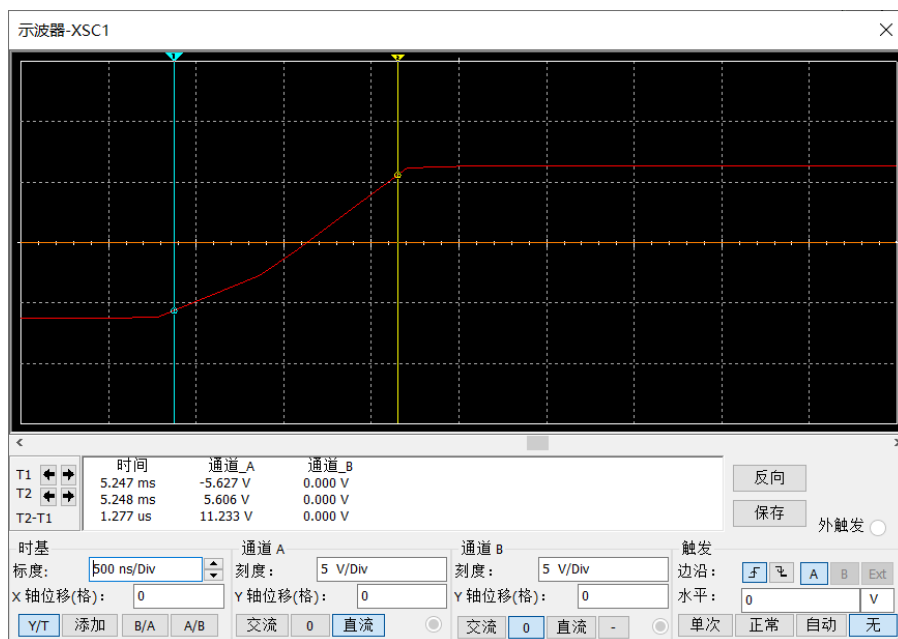 示波器-XSC1
1
时间 通道_A 通道_B
T1 5.247 ms -5.627 V 0.000 V
T2 5.248 ms 5.606 V 0.000 V
T2-T1 1.277 us 11.233 V 0.000 V
反向
保存
外触发
时基 通道 A 通道 B 触发
标度: 500 ns/Div 刻度: 5 V/Div 刻度: 5 V/Div 边沿: A B Ext
X 轴位移(格): 0 Y 轴位移(格): 0 Y 轴位移(格): 0 水平: 0 V
Y/T 添加 B/A A/B 交流 0 直流 交流 0 直流 - 单次 正常 自动 无